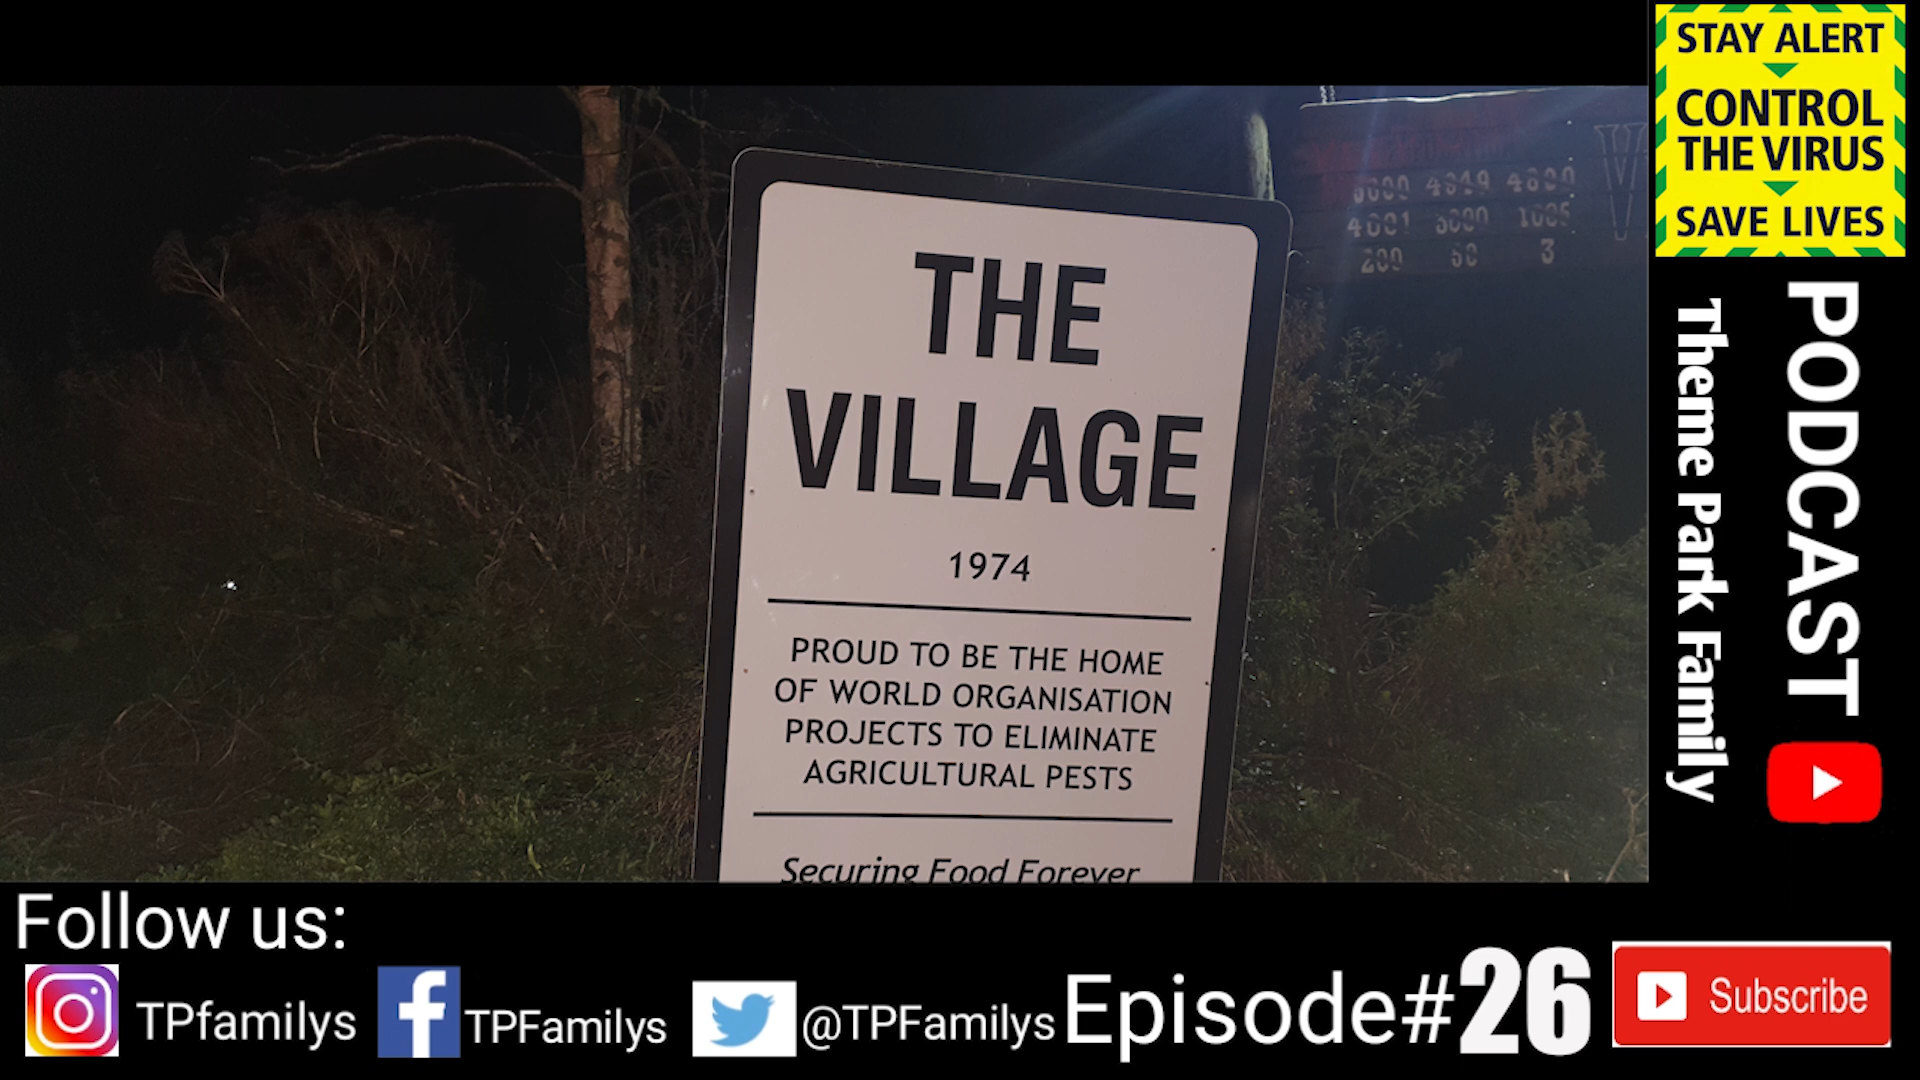 THE
VILLAGE
1974
PROUD TO BE THE HOME
OF WORLD ORGANISATION
PROJECTS TO ELIMINATE
AGRICULTURAL PESTS
Securing Food Forever
200 3
STAY ALERT
CONTROL
THE VIRUS
SAVE LIVES
PODCAST
Theme Park Family
Follow us:
TPfamilys
TPFamilys
@TPFamilys
Episode#26
Subscribe